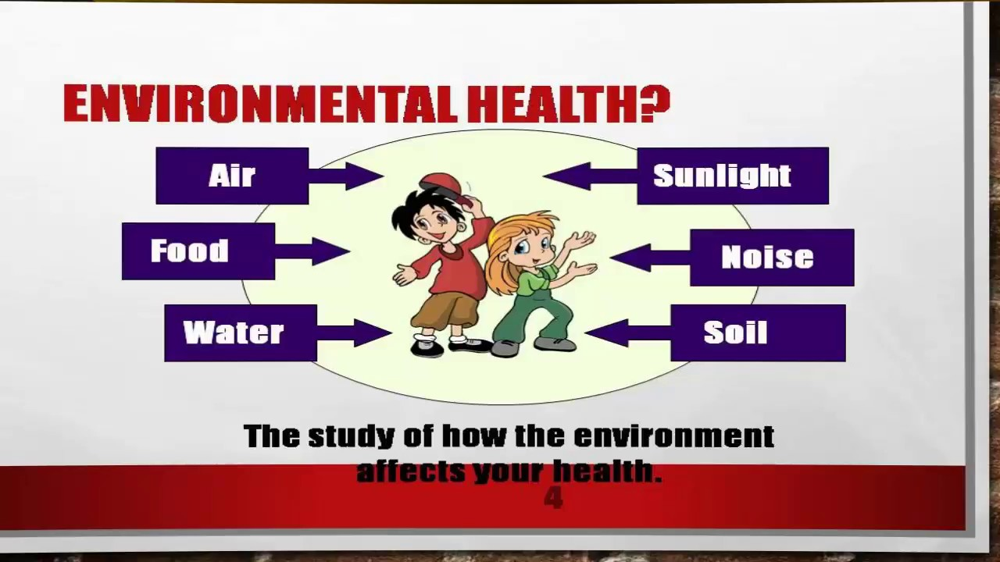 ENVIRONMENTAL HEALTH?
Air
Sunlight
Food
Noise
Water
Soil
The study of how the environment
affects your health.
4